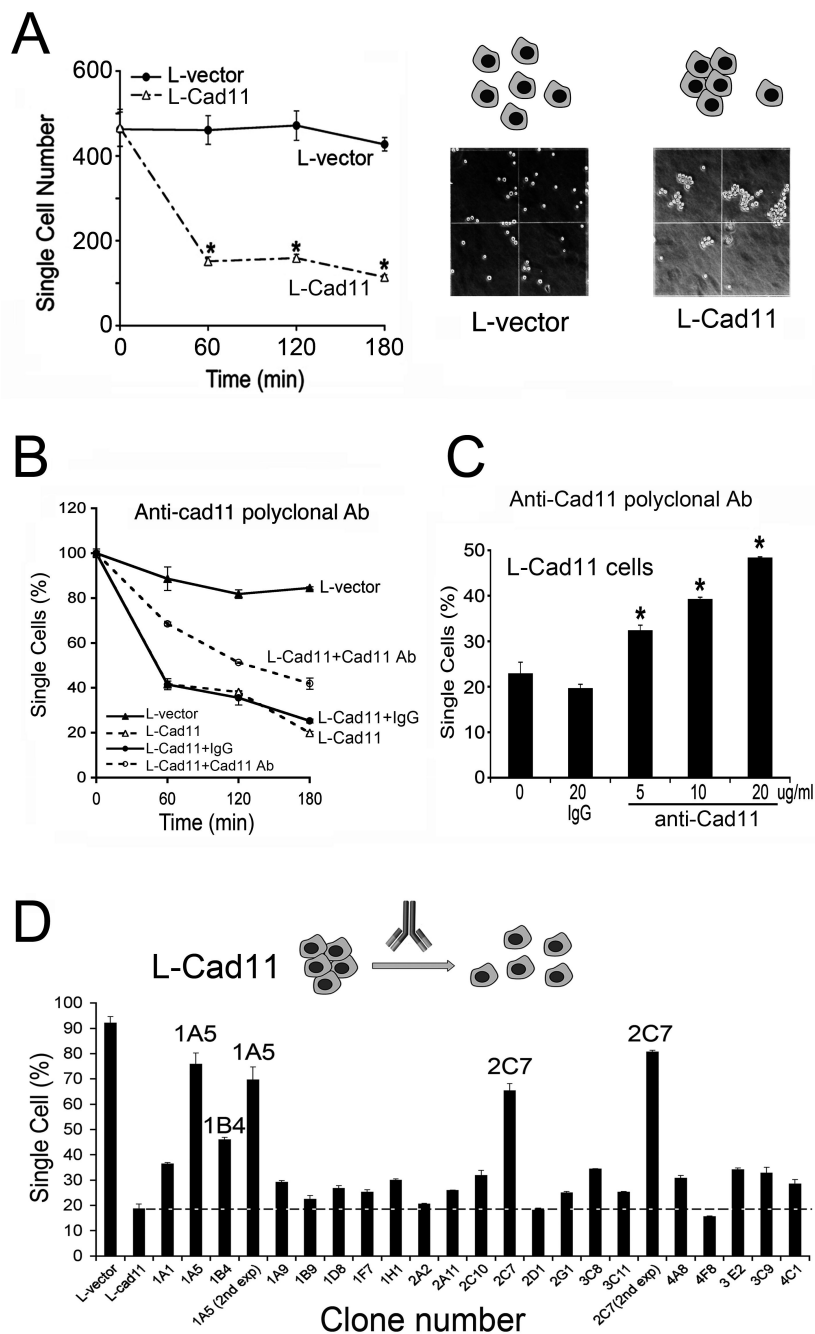 A
600
400
200
0
Single Cell Number
L-vector
L-Cad11
L-vector
*
*
*
L-Cad11
0
60
120
180
Time (min)
L-vector
L-Cad11
B
Anti-cad11 polyclonal Ab
120
100
80
60
40
20
0
Single Cells (%)
L-vector
L-Cad11+Cad11 Ab
L-Cad11+IgG
L-Cad11
L-vector
L-Cad11
L-Cad11+IgG
L-Cad11+Cad11 Ab
0
60
120
180
Time (min)
C
Anti-Cad11 polyclonal Ab
50
40
30
20
10
0
Single Cells (%)
L-Cad11 cells
*
*
*
0
20
5
10
20
ug/ml
IgG
anti-Cad11
D
L-Cad11
100
90
80
70
60
50
40
30
20
10
0
Single Cell (%)
1A5
1B4
1A5
2C7
2C7
L-vector
L-cad11
1A1
1A5
1B4
1A5 (2nd exp)
1A9
1B9
1D8
1F7
1H1
2A2
2A11
2C10
2C7
2D1
2G1
3C8
3C11
2C7(2nd exp)
4A8
4F8
3 E2
3C9
4C1
Clone number